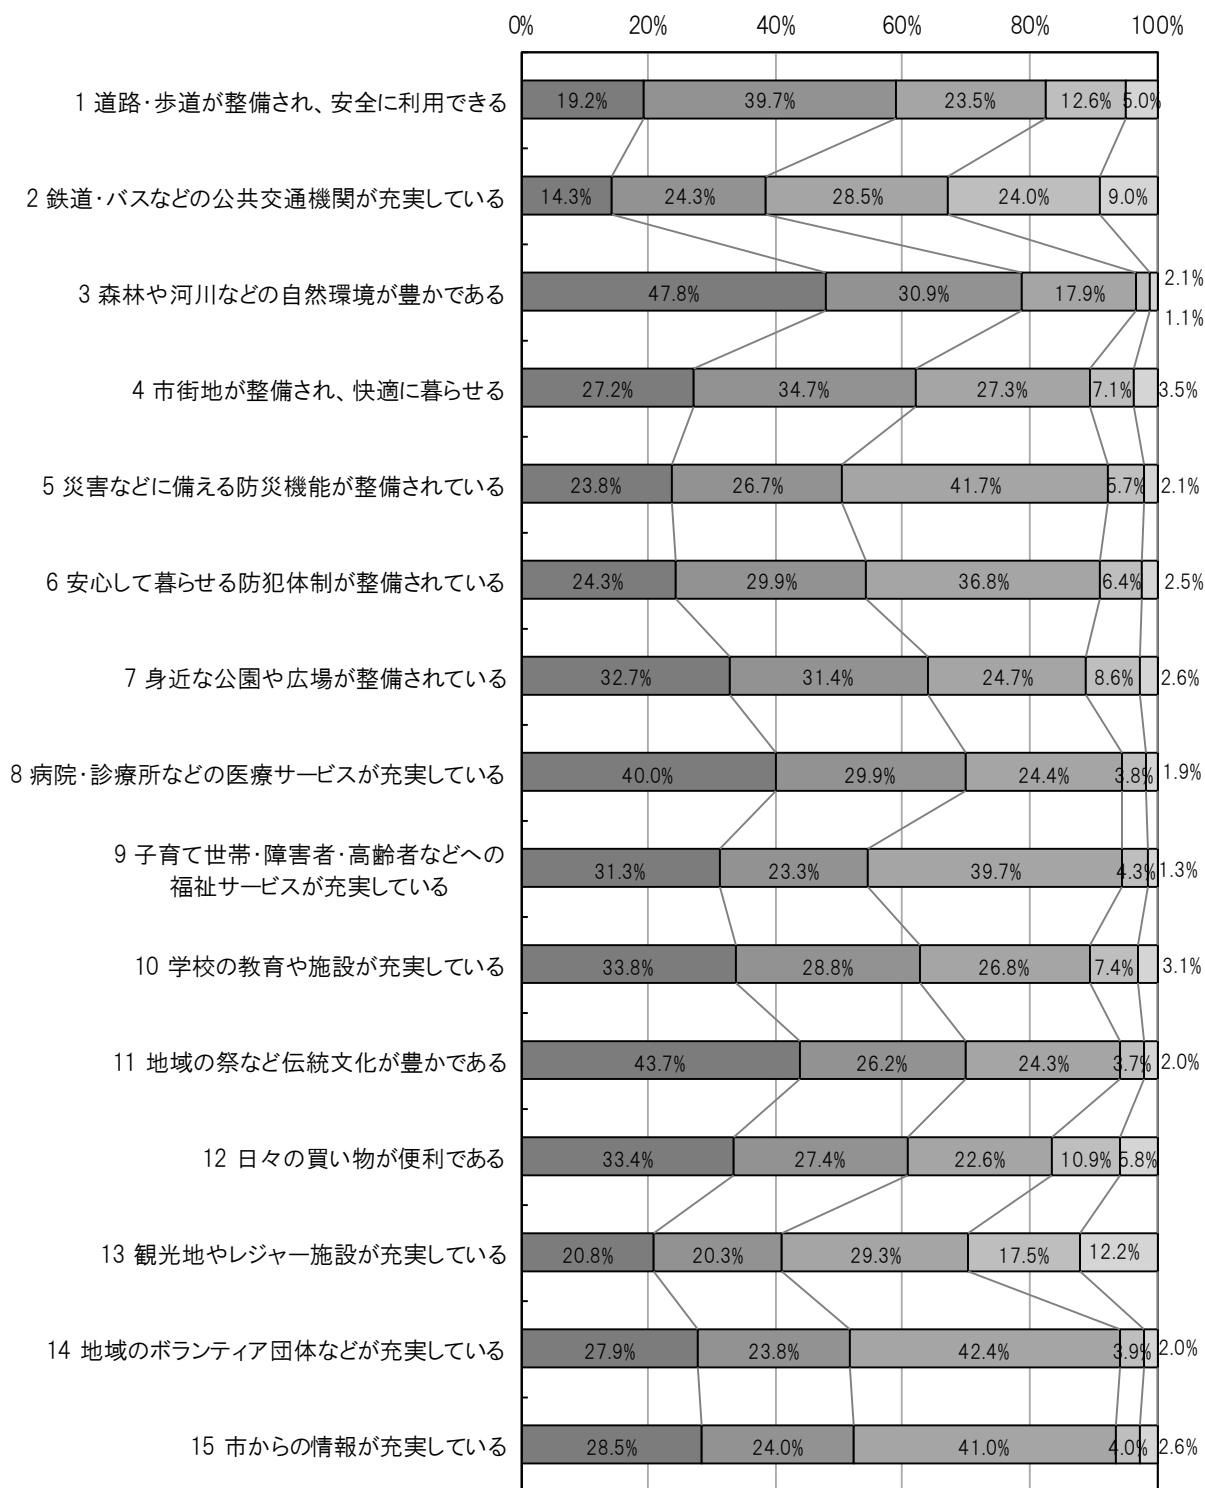 0% 20% 40% 60% 80% 100%
1 道路・歩道が整備され、安全に利用できる 19.2% 39.7% 23.5% 12.6% 5.0%
2 鉄道・バスなどの公共交通機関が充実している 14.3% 24.3% 28.5% 24.0% 9.0%
3 森林や河川などの自然環境が豊かである 47.8% 30.9% 17.9% 2.1%
1.1%
4 市街地が整備され、快適に暮らせる 27.2% 34.7% 27.3% 7.1% 3.5%
5 災害などに備える防災機能が整備されている 23.8% 26.7% 41.7% 5.7% 2.1%
6 安心して暮らせる防犯体制が整備されている 24.3% 29.9% 36.8% 6.4% 2.5%
7 身近な公園や広場が整備されている 32.7% 31.4% 24.7% 8.6% 2.6%
8 病院・診療所などの医療サービスが充実している 40.0% 29.9% 24.4% 3.8% 1.9%
9 子育て世帯・障害者・高齢者などへの
福祉サービスが充実している 31.3% 23.3% 39.7% 4.3% 1.3%
10 学校の教育や施設が充実している 33.8% 28.8% 26.8% 7.4% 3.1%
11 地域の祭など伝統文化が豊かである 43.7% 26.2% 24.3% 3.7% 2.0%
12 日々の買い物が便利である 33.4% 27.4% 22.6% 10.9% 5.8%
13 観光地やレジャー施設が充実している 20.8% 20.3% 29.3% 17.5% 12.2%
14 地域のボランティア団体などが充実している 27.9% 23.8% 42.4% 3.9% 2.0%
15 市からの情報が充実している 28.5% 24.0% 41.0% 4.0% 2.6%